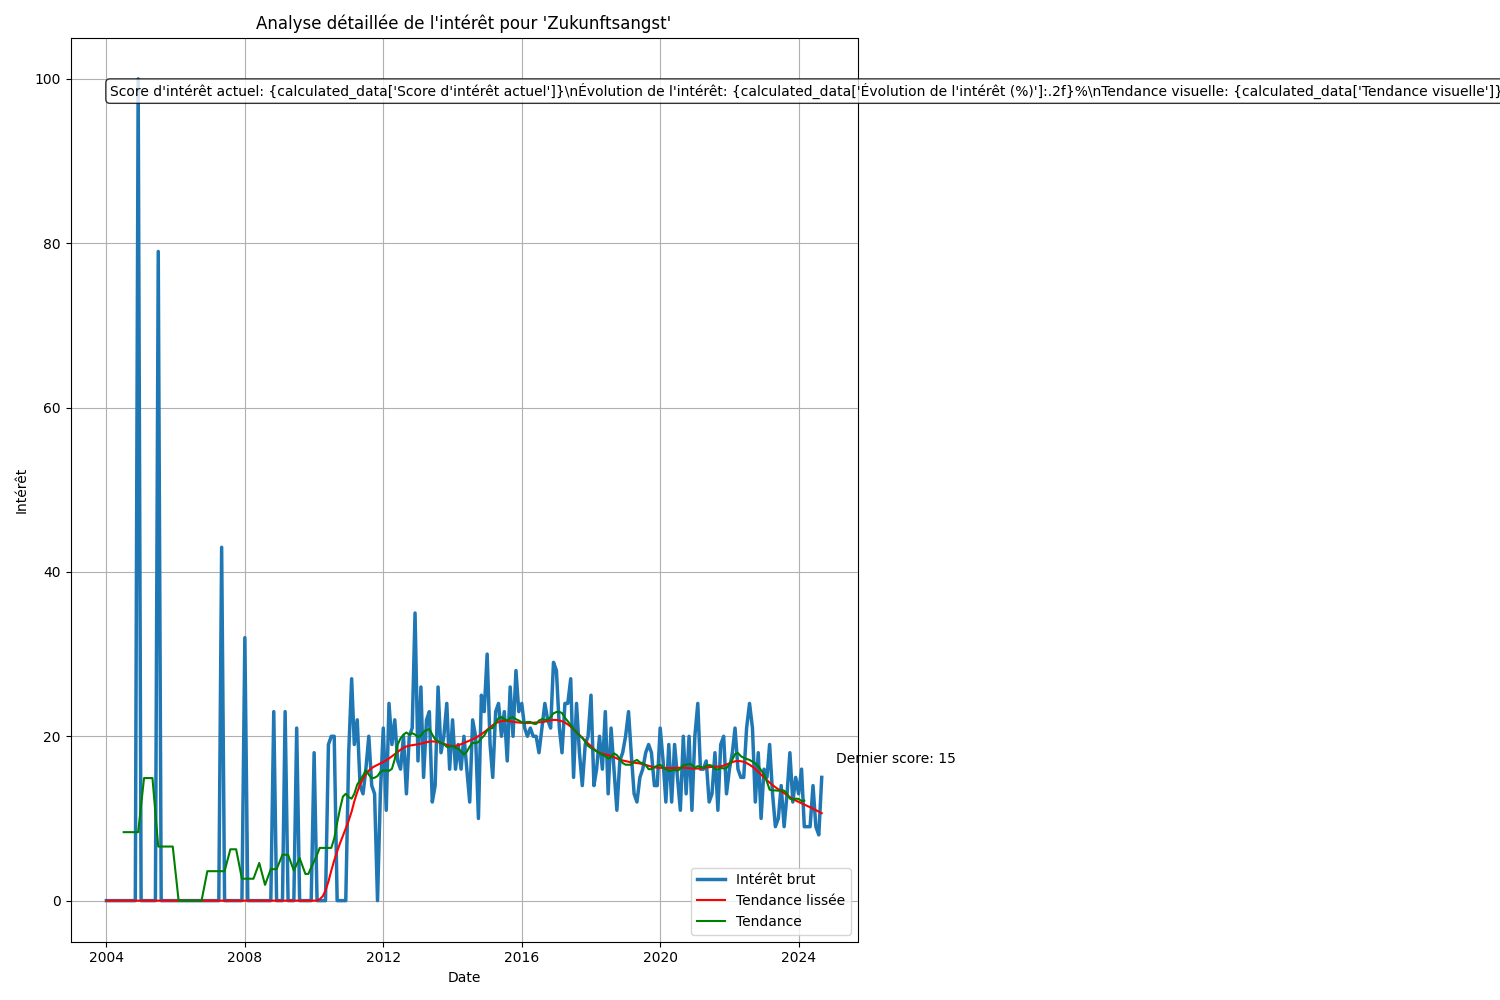 Analyse détaillée de l'intérêt pour 'Zukunftsangst'
Score d'intérêt actuel: {calculated_data['Score d'intérêt actuel']}\nÉvolution de l'intérêt: {calculated_data['Évolution de l'intérêt (%)']:.2f}%\nTendance visuelle: {calculated_data['Tendance visuelle']}
100
80
60
40
20
0
Intérêt
Dernier score: 15
Intérêt brut
Tendance lissée
Tendance
2004 2008 2012 2016 2020 2024
Date